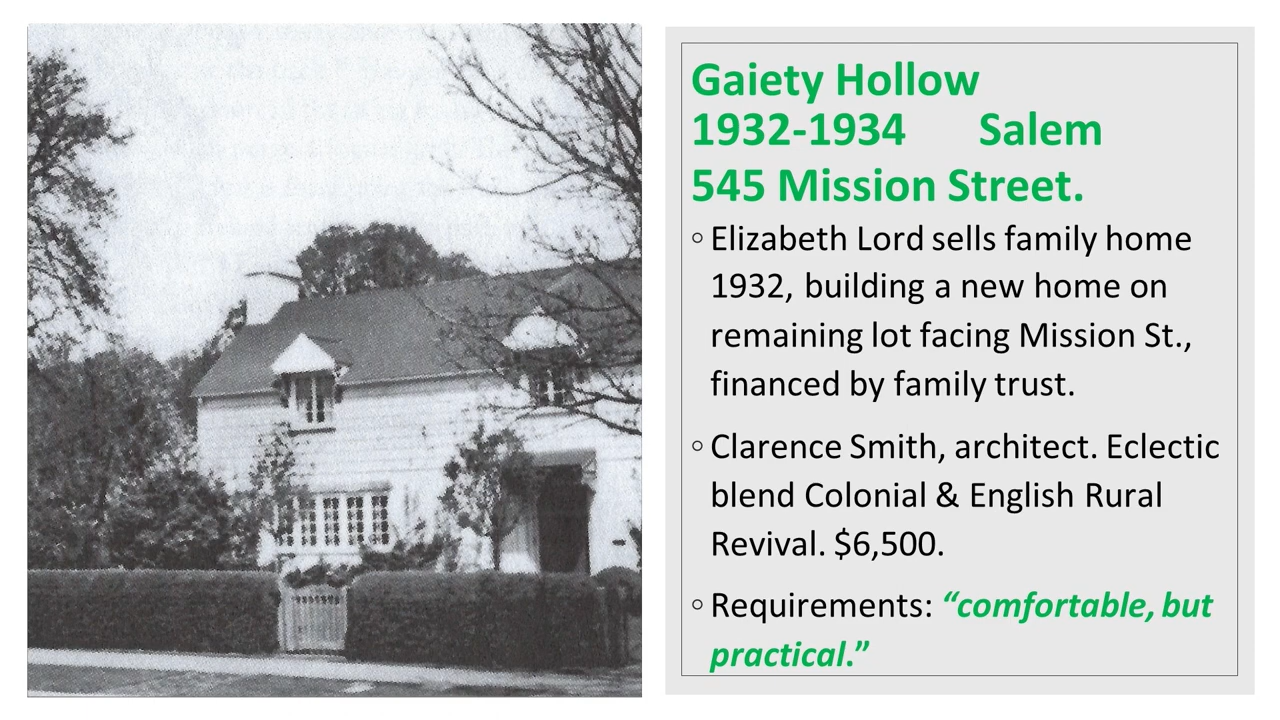 Gaiety Hollow
1932-1934 Salem
545 Mission Street.
◦ Elizabeth Lord sells family home
1932, building a new home on
remaining lot facing Mission St.,
financed by family trust.
◦ Clarence Smith, architect. Eclectic
blend Colonial & English Rural
Revival. $6,500.
◦ Requirements: “comfortable, but
practical.”